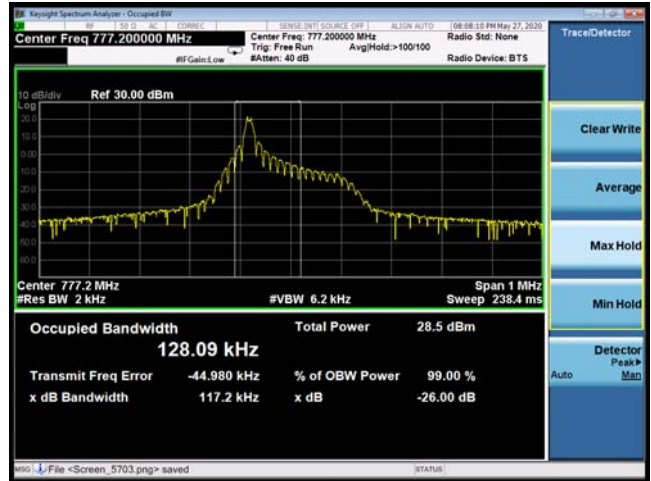 Keysight Spectrum Analyzer - Occupied BW
RF 50 Ω AC CORREC SENSE:INT SOURCE OFF ALIGN AUTO 08:08:10 PM May 27, 2020
Center Freq 777.200000 MHz
Center Freq: 777.200000 MHz
Radio Std: None
Trig: Free Run Avg|Hold:>100/100
#IFGain:Low #Atten: 40 dB Radio Device: BTS
Trace/Detector
10 dB/div Ref 30.00 dBm
Log
20.0
10.0
0.00
10.0
20.0
30.0
40.0
50.0
60.0
Center 777.2 MHz Span 1 MHz
#Res BW 2 kHz #VBW 6.2 kHz Sweep 238.4 ms
Occupied Bandwidth Total Power 28.5 dBm
128.09 kHz
Transmit Freq Error -44.980 kHz % of OBW Power 99.00 %
x dB Bandwidth 117.2 kHz x dB -26.00 dB
Clear Write
Average
Max Hold
Min Hold
Detector
Peak▶
Auto Man
MSG File <Screen_5703.png> saved STATUS